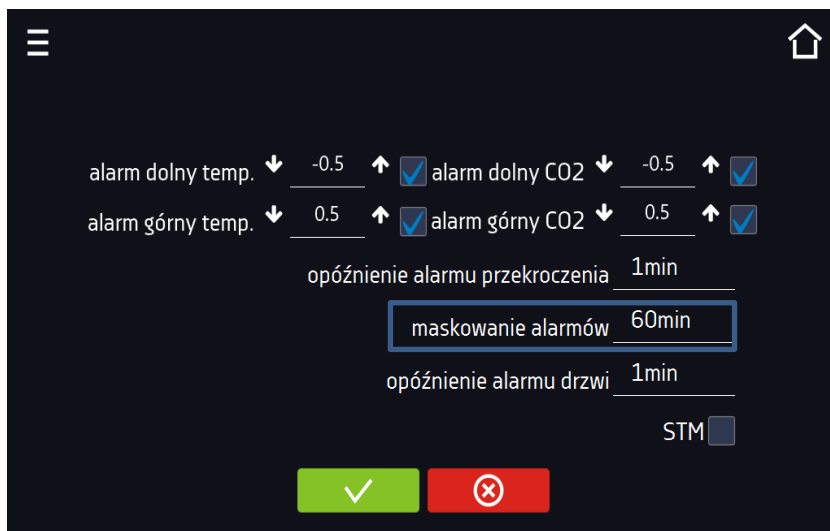 alarm dolny temp. -0.5 alarm dolny CO2 -0.5
alarm górny temp. 0.5 alarm górny CO2 0.5
opóźnienie alarmu przekroczenia 1min
maskowanie alarmów 60min
opóźnienie alarmu drzwi 1min
STM